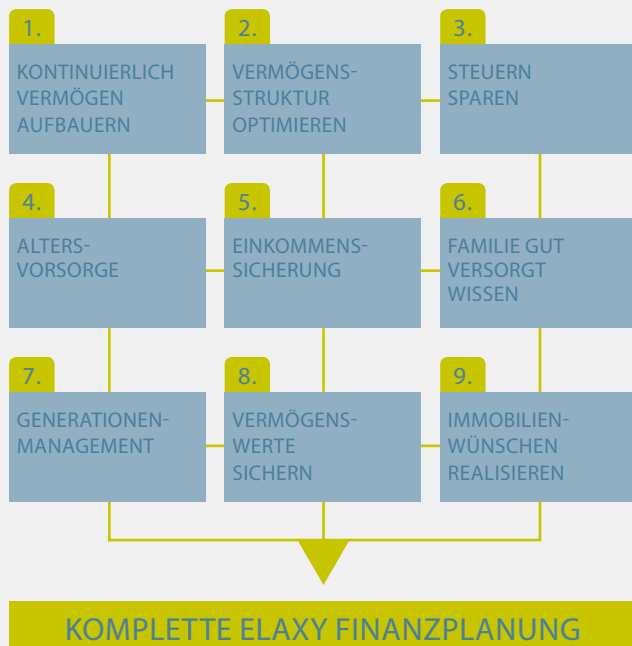 1.
KONTINUIERLICH
VERMÖGEN
AUFBAUERN
2.
VERMÖGENS-
STRUKTUR
OPTIMIEREN
3.
STEUERN
SPAREN
4.
ALTERS-
VORSORGE
5.
EINKOMMENS-
SICHERUNG
6.
FAMILIE GUT
VERSORGT
WISSEN
7.
GENERATIONEN-
MANAGEMENT
8.
VERMÖGENS-
WERTE
SICHERN
9.
IMMOBILIEN-
WÜNSCHEN
REALISIEREN
KOMPLETTE ELAXY FINANZPLANUNG